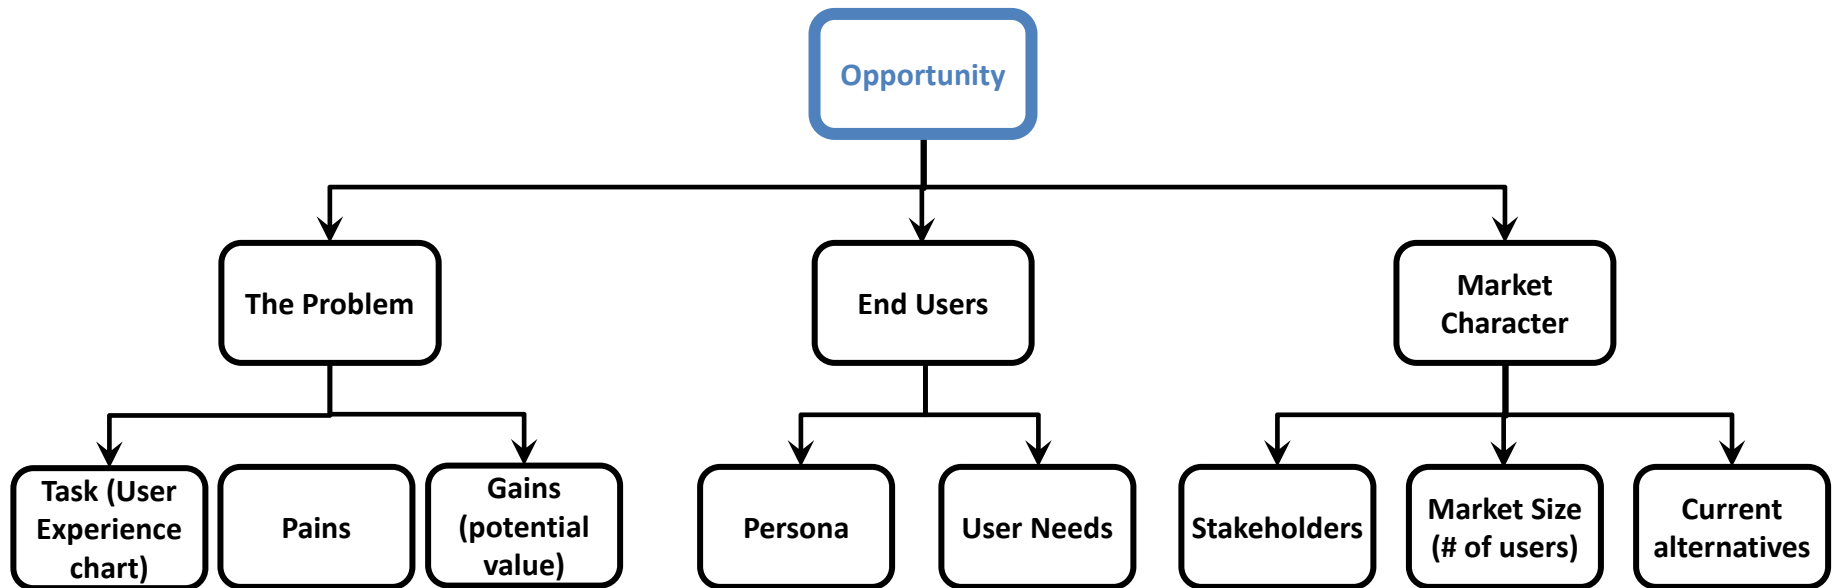 Opportunity
The Problem
End Users
Market
Character
Task (User
Experience
chart)
Pains
Gains
(potential
value)
Persona
User Needs
Stakeholders
Market Size
(# of users)
Current
alternatives